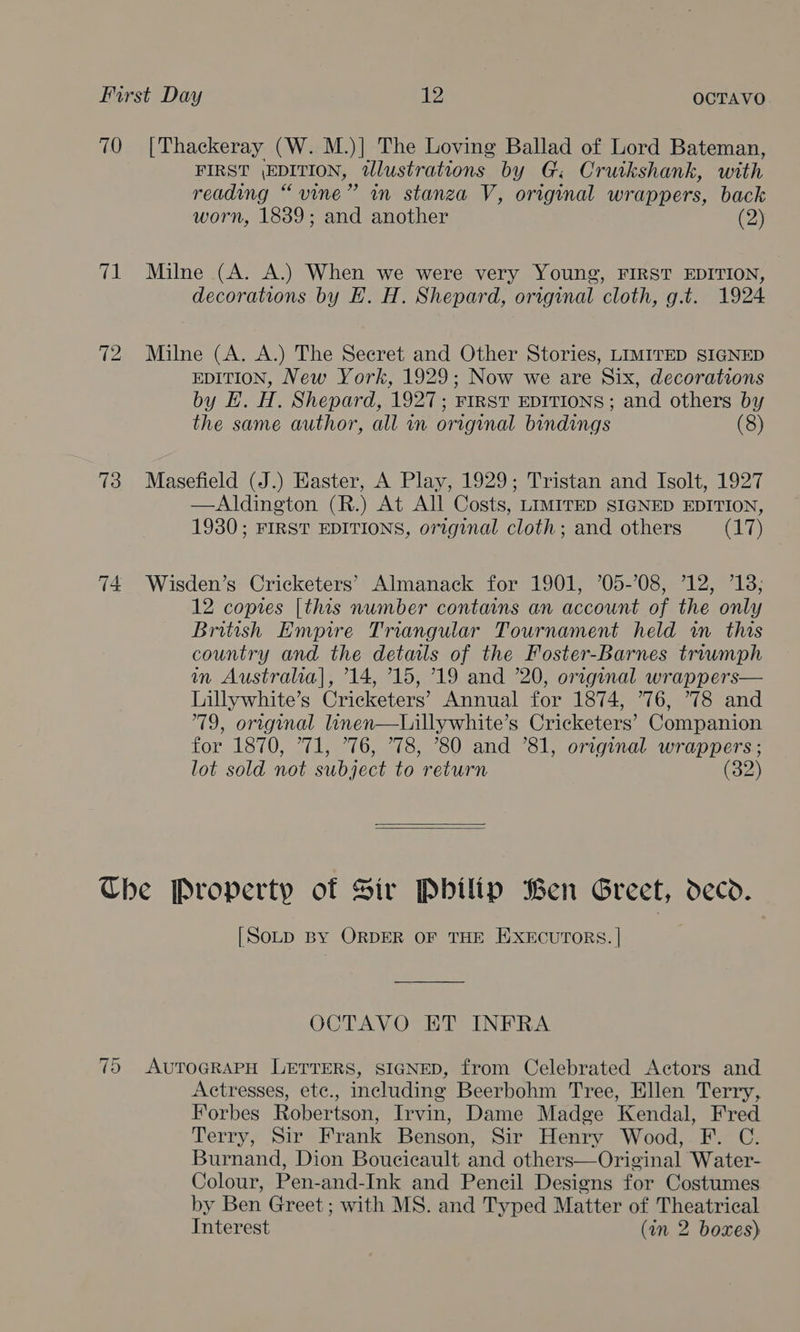 First Day 12 OCTAVO
70 [Thackeray (W. M.)] The Loving Ballad of Lord Bateman,
FIRST EDITION, illustrations by G. Cruikshank, with
reading “vine” in stanza V, original wrappers, back
worn, 1839; and another (2)
71 Milne (A. A.) When we were very Young, FIRST EDITION,
decorations by E. H. Shepard, original cloth, g.t. 1924
72 Milne (A. A.) The Secret and Other Stories, LIMITED SIGNED
EDITION, New York, 1929; Now we are Six, decorations
by E. H. Shepard, 1927; FIRST EDITIONS; and others by
the same author, all in original bindings (8)
73 Masefield (J.) Easter, A Play, 1929; Tristan and Isolt, 1927
—Aldington (R.) At All Costs, LIMITED SIGNED EDITION,
1930; FIRST EDITIONS, original cloth; and others (17)
74 Wisden’s Cricketers’ Almanack for 1901, ’05-’08, ’12, ’13,
12 copies [this number contains an account of the only
British Empire Triangular Tournament held in this
country and the details of the Foster-Barnes triumph
in Australia], ’14, ’15, ’19 and ’20, original wrappers—
Lillywhite’s Cricketers’ Annual for 1874, ’76, ’78 and
’79, original linen—Lillywhite’s Cricketers’ Companion
for 1870, ’71, ’76, ’78, ’80 and ’81, original wrappers;
lot sold not subject to return (32)
The Property of Sir Philip Ben Greet, decd.
[SOLD BY ORDER OF THE EXECUTORS.]
OCTAVO ET INFRA
75 AUTOGRAPH LETTERS, SIGNED, from Celebrated Actors and
Actresses, etc., including Beerbohm Tree, Ellen Terry,
Forbes Robertson, Irvin, Dame Madge Kendal, Fred
Terry, Sir Frank Benson, Sir Henry Wood, F. C.
Burnand, Dion Boucicault and others—Original Water-
Colour, Pen-and-Ink and Pencil Designs for Costumes
by Ben Greet; with MS. and Typed Matter of Theatrical
Interest (in 2 boxes)